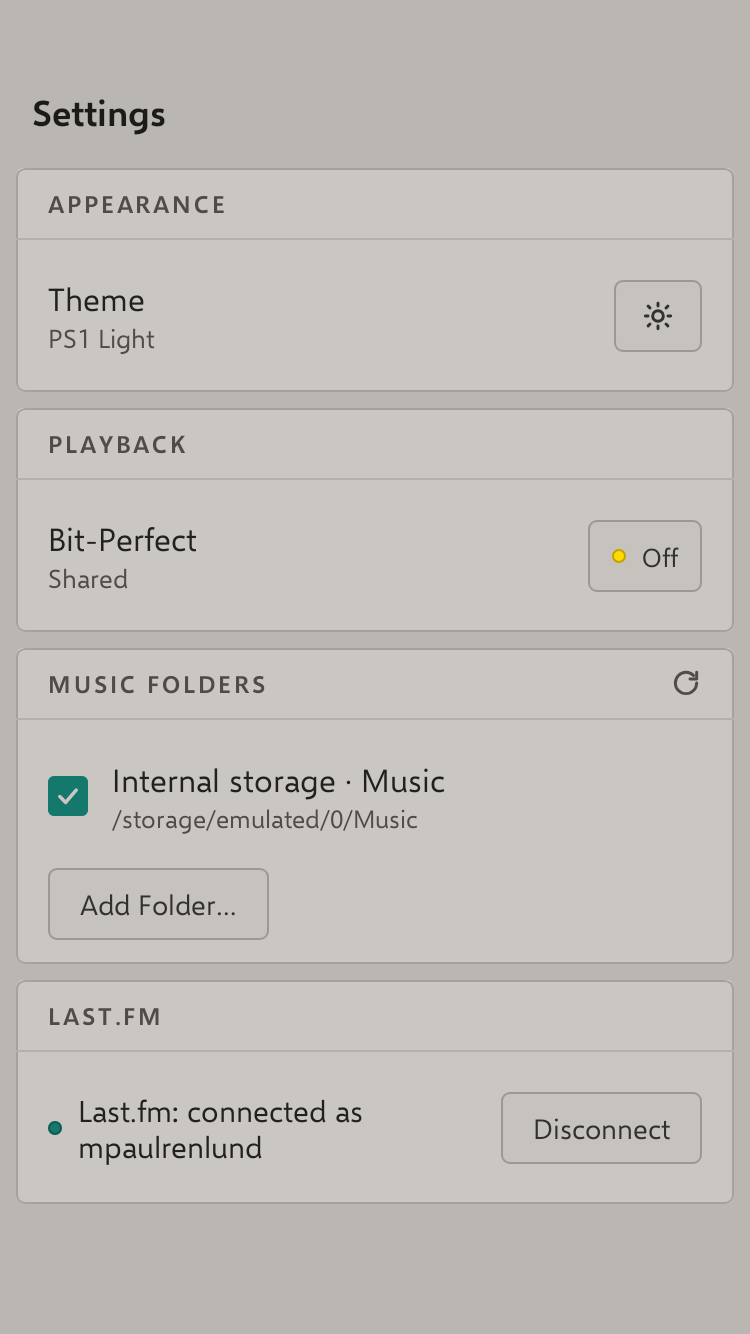 Settings
APPEARANCE
Theme
PS1 Light
PLAYBACK
Bit-Perfect
Shared
Off
MUSIC FOLDERS
Internal storage · Music
/storage/emulated/0/Music
Add Folder...
LAST.FM
Last.fm: connected as
mpaulrenlund
Disconnect